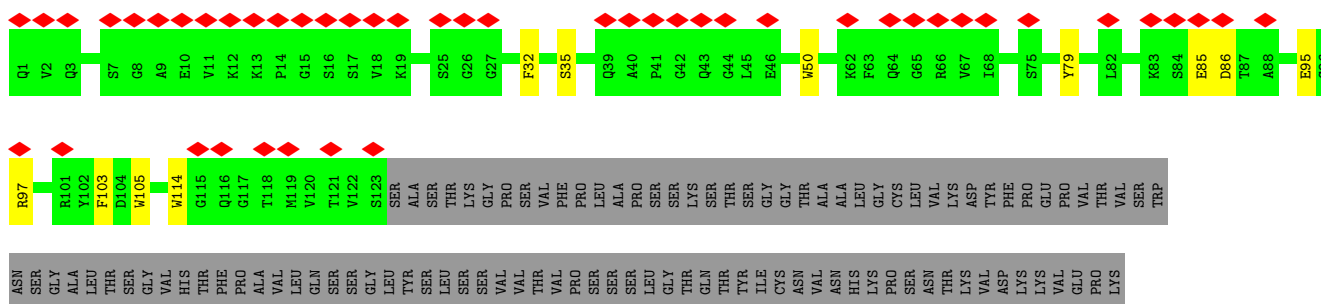 Q1 V2 Q3 S7 G8 A9 E10 V11 K12 K13 P14 G15 S16 S17 V18 K19 S25 G26 G27 F32 S35 Q39 A40 P41 G42 Q43 G44 L45 E46 W50 K62 F63 Q64 G65 R66 V67 I68 S75 Y79 L82 K83 S84 E85 D86 T87 A88 E95
R97 R101 Y102 F103 D104 W105 W114 G115 Q116 G117 T118 M119 V120 T121 V122 S123 SER ALA SER THR LYS GLY PRO SER VAL PHE PRO LEU ALA PRO SER SER LYS SER THR SER GLY GLY THR ALA ALA LEU GLY CYS LEU VAL LYS ASP TYR PHE PRO GLU PRO VAL THR VAL SER TRP
ASN SER GLY ALA LEU THR SER GLY VAL HIS THR PHE PRO ALA VAL LEU GLN SER SER GLY LEU TYR SER LEU SER SER VAL VAL THR VAL PRO SER SER SER LEU GLY THR GLN THR TYR ILE CYS ASN VAL ASN HIS LYS PRO SER ASN THR LYS VAL ASP LYS LYS VAL GLU PRO LYS